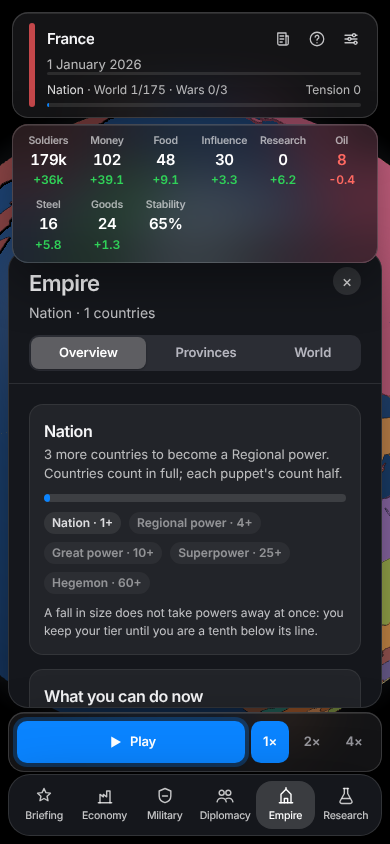 France
1 January 2026
Nation · World 1/175 · Wars 0/3 Tension 0
Soldiers Money Food Influence Research Oil
179k 102 48 30 0 8
+36k +39.1 +9.1 +3.3 +6.2 -0.4
Steel Goods Stability
16 24 65%
+5.8 +1.3
Empire
Nation · 1 countries
Overview Provinces World
Nation
3 more countries to become a Regional power.
Countries count in full; each puppet's count half.
Nation · 1+ Regional power · 4+
Great power · 10+ Superpower · 25+
Hegemon · 60+
A fall in size does not take powers away at once: you
keep your tier until you are a tenth below its line.
What you can do now
Play 1× 2× 4×
Briefing Economy Military Diplomacy Empire Research